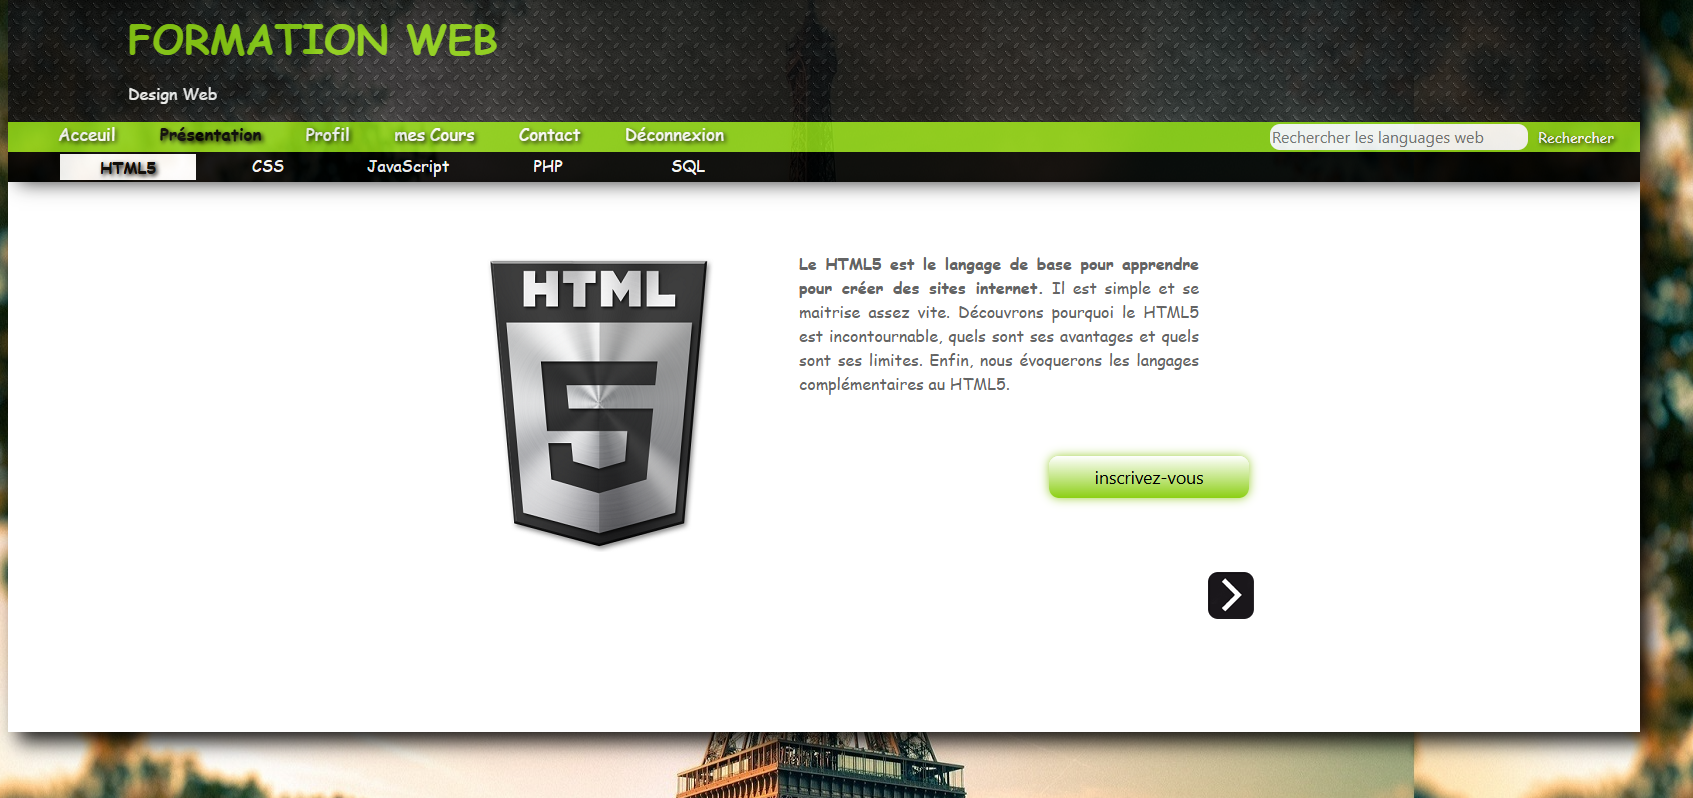 FORMATION WEB
Design Web
Acceuil Présentation Profil mes Cours Contact Déconnexion Rechercher les languages web Rechercher
HTML5 CSS JavaScript PHP SQL
HTML
5
Le HTML5 est le langage de base pour apprendre
pour créer des sites internet. Il est simple et se
maitrise assez vite. Découvrons pourquoi le HTML5
est incontournable, quels sont ses avantages et quels
sont ses limites. Enfin, nous évoquerons les langages
complémentaires au HTML5.
inscrivez-vous